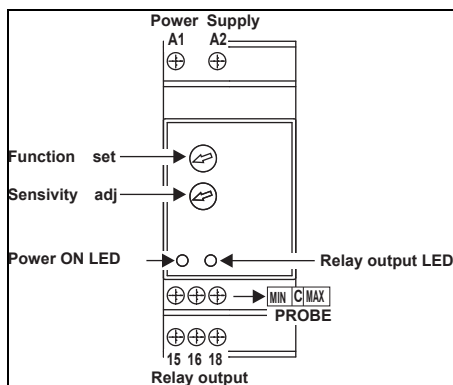 Power Supply
A1 A2
Function set
Sensivity adj
Power ON LED
Relay output LED
MIN C MAX
PROBE
15 16 18
Relay output